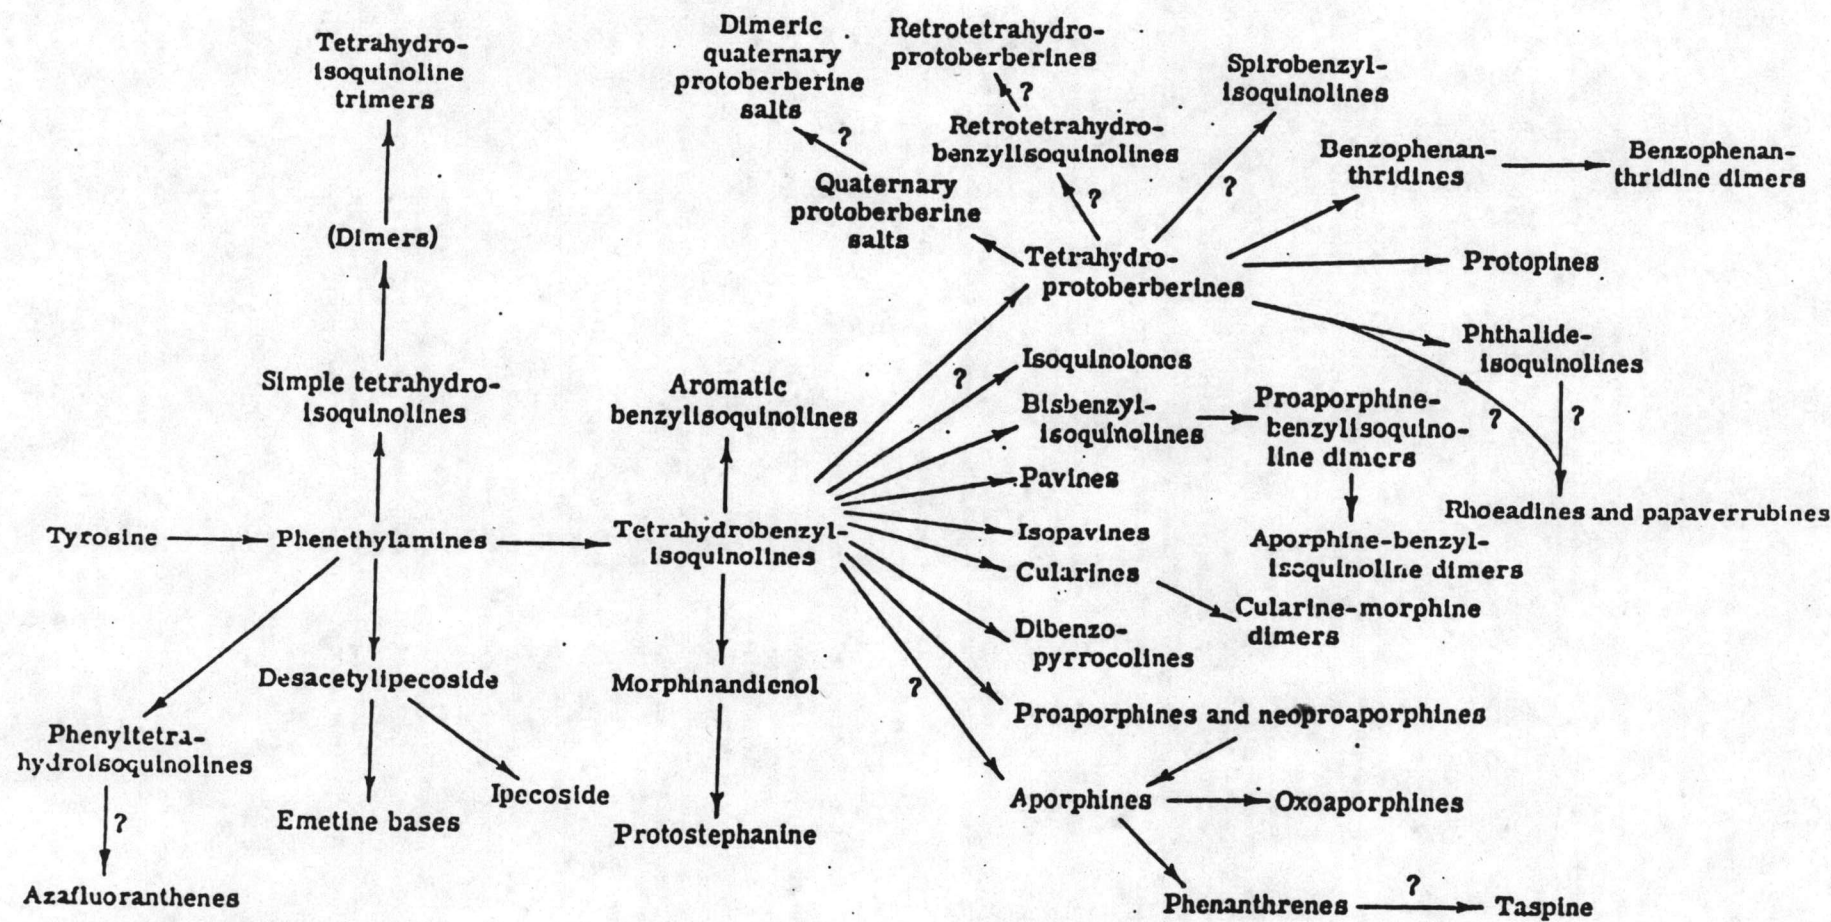 Tetrahydro-
isoquinoline
trimers
(Dimers)
Simple tetrahydro-
isoquinolines
Tyrosine
Phenethylamines
Desacetylipecoside
Phenyltetra-
hydroisoquinolines
?
Azafluoranthenes
Emetine bases
Ipecoside
Aromatic
benzylisoquinolines
Tetrahydrobenzyl-
isoquinolines
Morphinandienol
Protostephanine
Dimeric
quaternary
protoberberine
salts
?
Quaternary
protoberberine
salts
Retrotetrahydro-
protoberberines
?
Retrotetrahydro-
benzylisoquinolines
?
Spirobenzyl-
isoquinolines
?
Benzophenan-
thridines
Benzophenan-
thridine dimers
Tetrahydro-
protoberberines
Protopines
Phthalide-
isoquinolines
?
?
Rhoeadines and papaverrubines
?
Isoquinolones
Bisbenzyl-
isoquinolines
Proaporphine-
benzylisoquino-
line dimers
Aporphine-benzyl-
isoquinoline dimers
Pavines
Isopavines
Cularines
Cularine-morphine
dimers
Dibenzo-
pyrrocolines
?
Proaporphines and neoproaporphines
Aporphines
Oxoaporphines
Phenanthrenes
?
Taspine